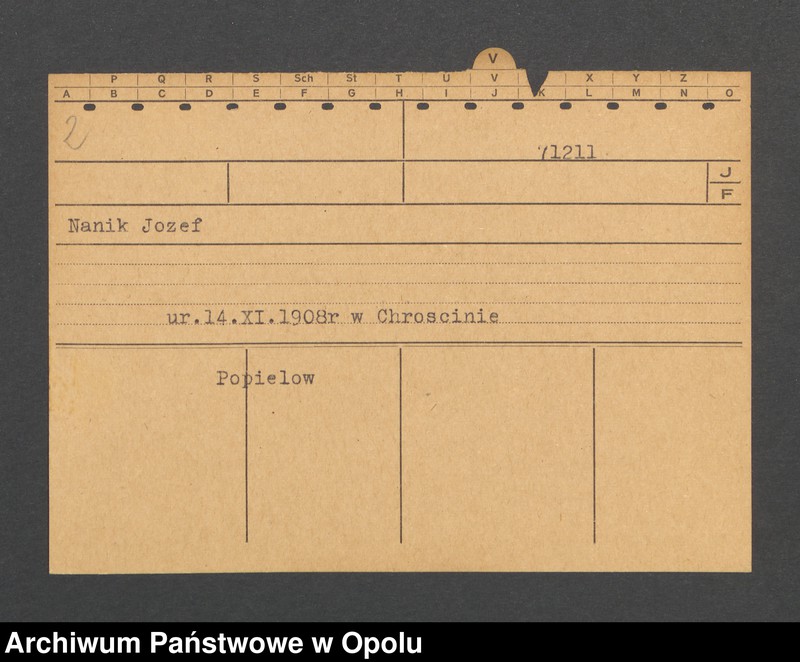 V
P Q R S Sch St T U V X Y Z
A B C D E F G H I J K L M N O
2
71211
J
F
Nanik Jozef
ur.14.XI.1908r w Chroscinie
Popielow
Archiwum Państwowe w Opolu